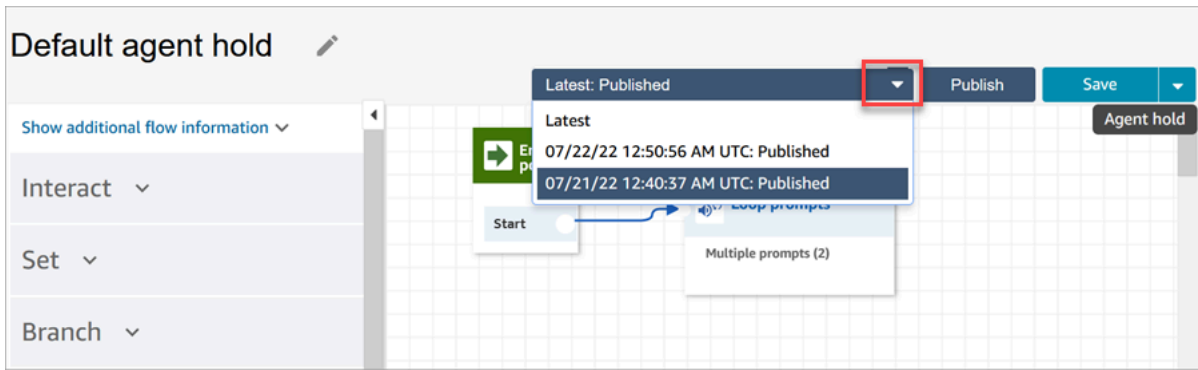 Default agent hold
Latest: Published
Publish
Save
Agent hold
Show additional flow information
Latest
07/22/22 12:50:56 AM UTC: Published
07/21/22 12:40:37 AM UTC: Published
Interact
Set
Branch
Start
Loop prompts
Multiple prompts (2)